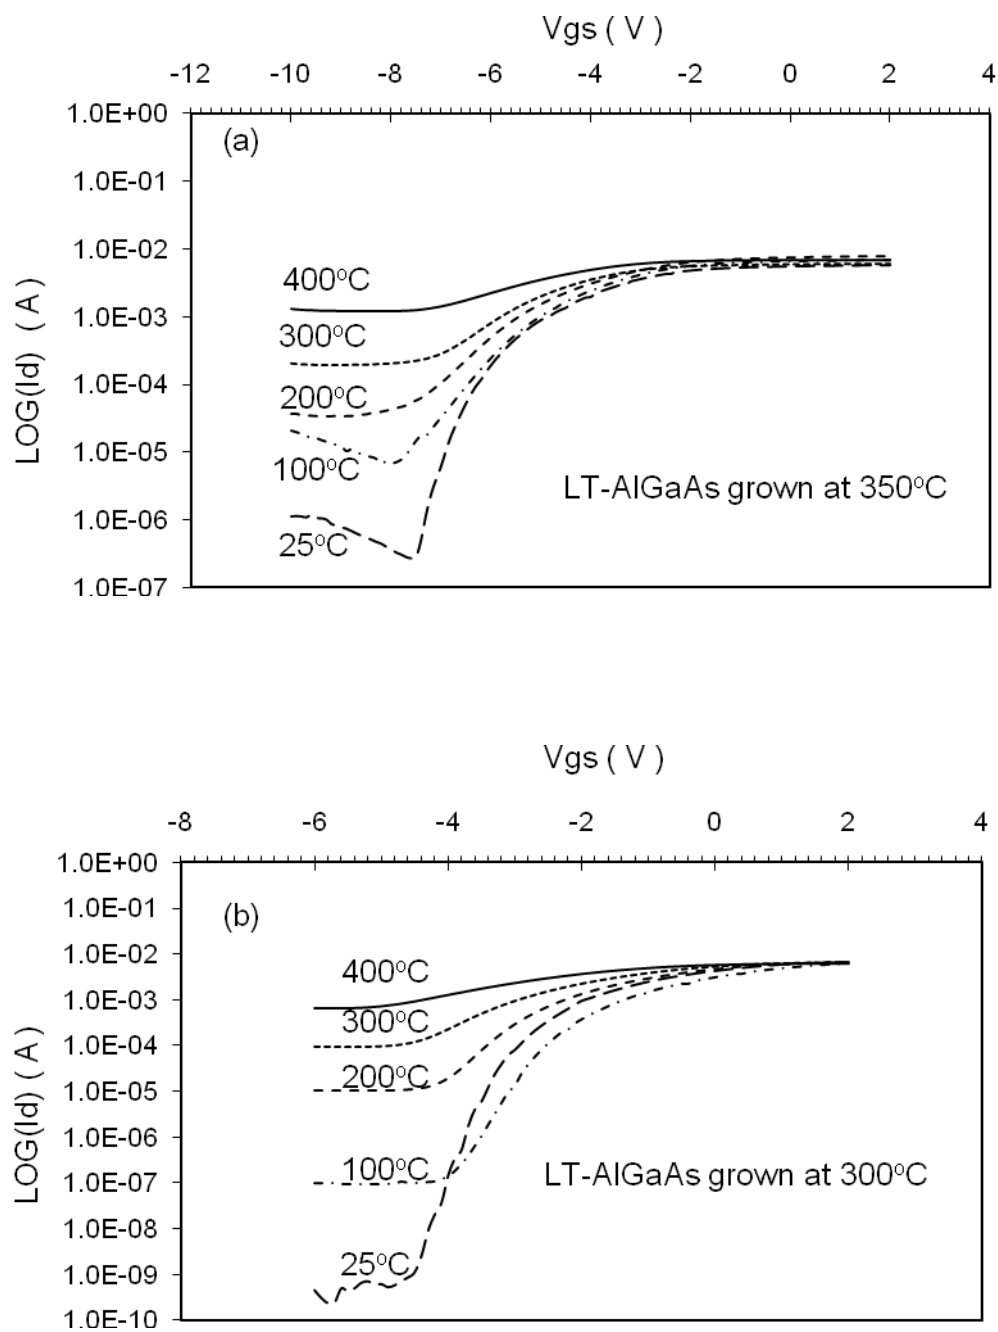 Vgs ( V )
-12 -10 -8 -6 -4 -2 0 2 4
1.0E+00
(a)
1.0E-01
1.0E-02
400°C
1.0E-03
300°C
1.0E-04
200°C
1.0E-05
100°C
LT-AlGaAs grown at 350°C
1.0E-06
25°C
1.0E-07
LOG(Id) ( A )
Vgs ( V )
-8 -6 -4 -2 0 2 4
1.0E+00
1.0E-01
(b)
1.0E-02
400°C
1.0E-03
300°C
1.0E-04
200°C
1.0E-05
1.0E-06
100°C
LT-AlGaAs grown at 300°C
1.0E-07
1.0E-08
25°C
1.0E-09
1.0E-10
LOG(Id) ( A )